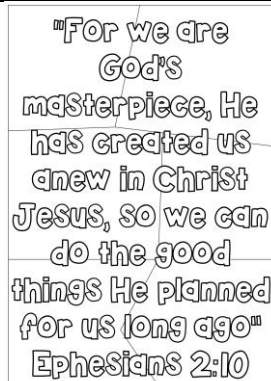 "For we are
God's
masterpiece, He
has created us
anew in Christ
Jesus, so we can
do the good
things He planned
for us long ago"
Ephesians 2:10